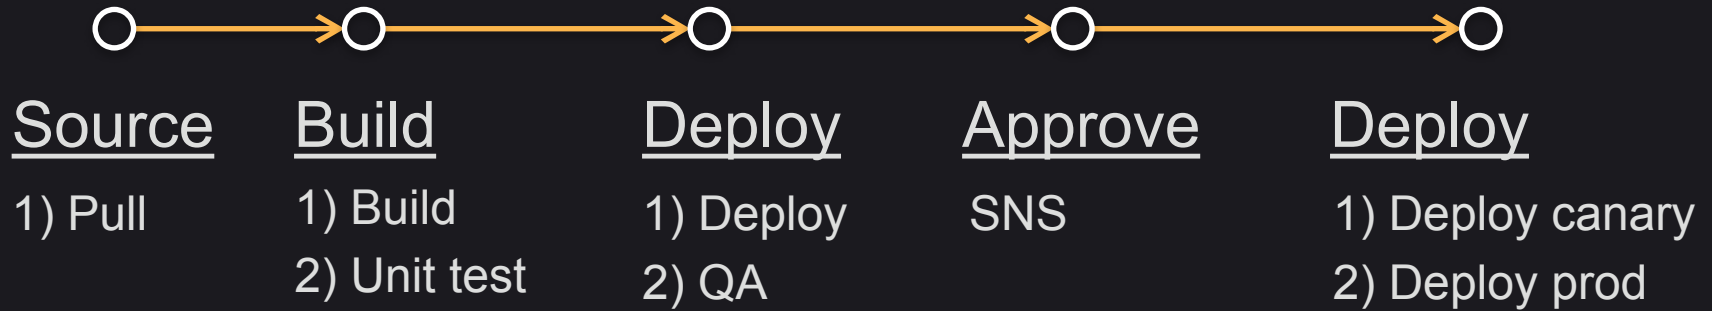 Source
1) Pull
Build
1) Build
2) Unit test
Deploy
1) Deploy
2) QA
Approve
SNS
Deploy
1) Deploy canary
2) Deploy prod